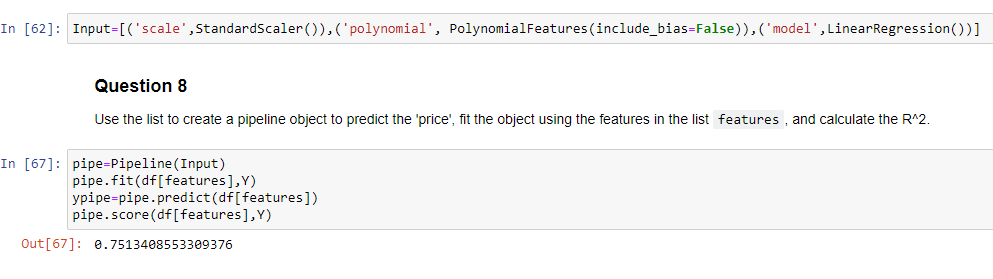 In [62]: Input=[('scale',StandardScaler()),('polynomial', PolynomialFeatures(include_bias=False)),('model',LinearRegression())]
Question 8
Use the list to create a pipeline object to predict the 'price', fit the object using the features in the list features , and calculate the R^2.
In [67]: pipe=Pipeline(Input)
pipe.fit(df[features],Y)
ypipe=pipe.predict(df[features])
pipe.score(df[features],Y)
Out[67]: 0.7513408553309376